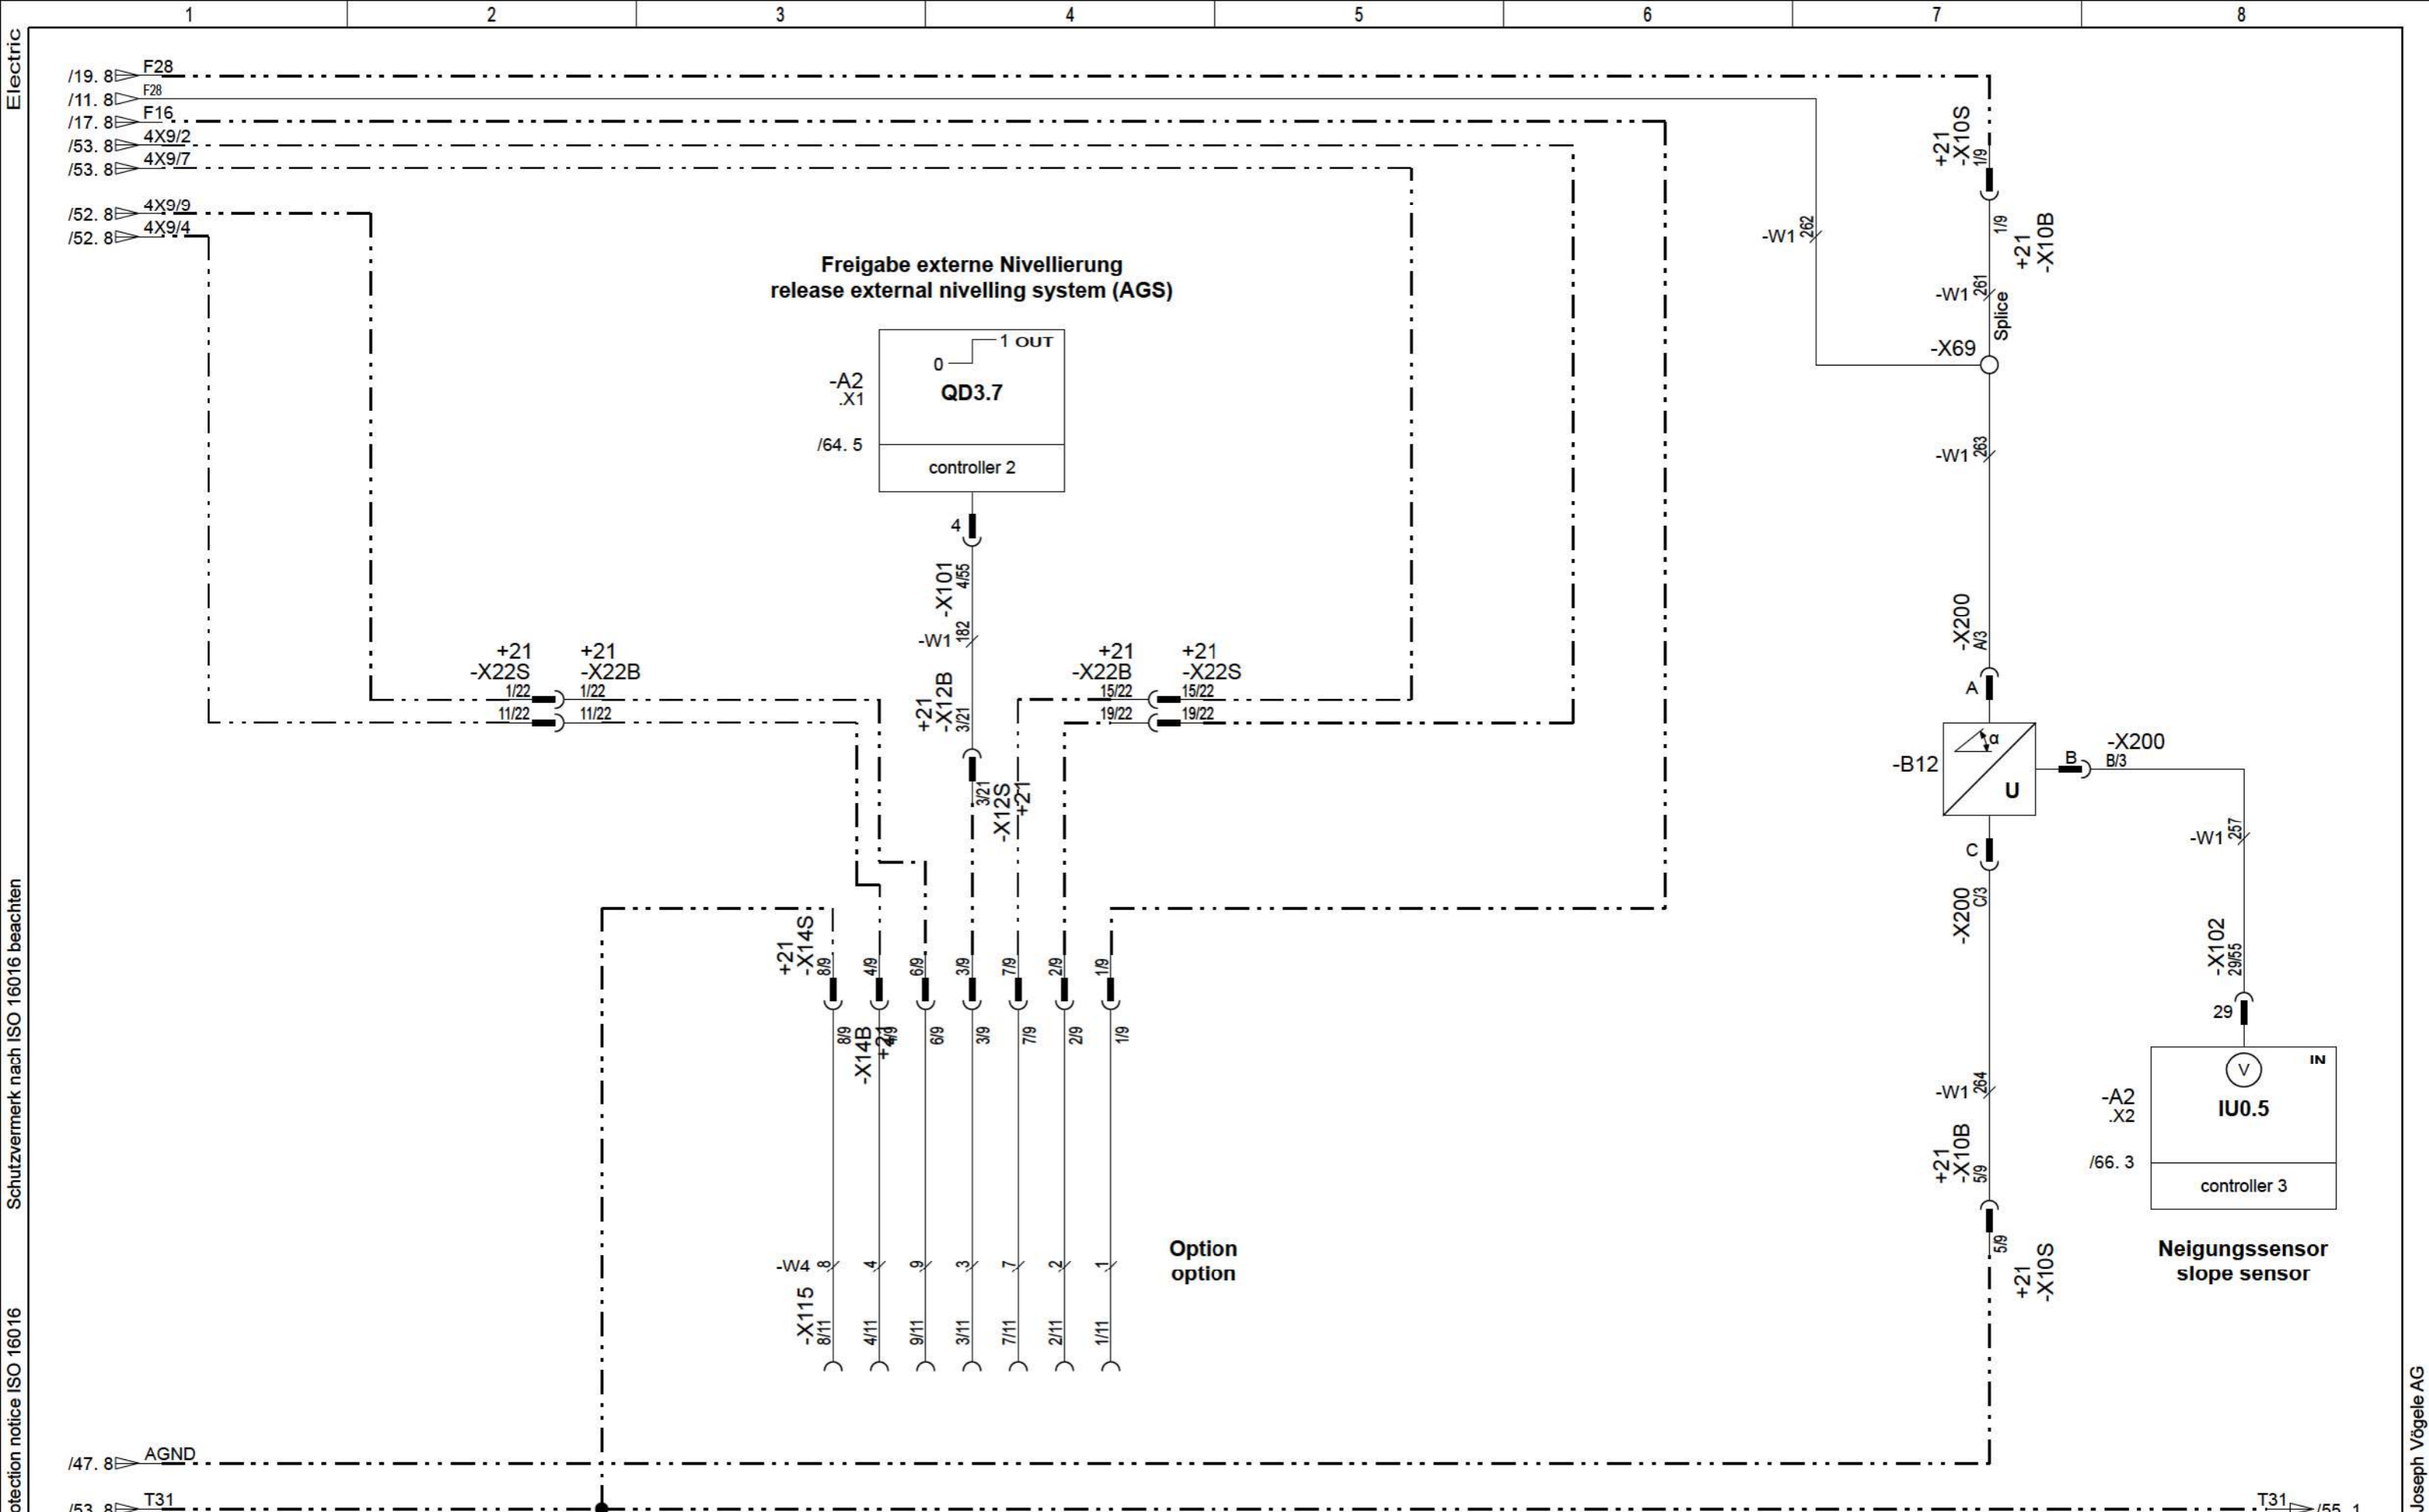 1 2 3 4 5 6 7 8
Electric
/19. 8 F28
/11. 8 F28
/17. 8 F16
/53. 8 4X9/2
/53. 8 4X9/7
/52. 8 4X9/9
/52. 8 4X9/4
Freigabe externe Nivellierung
release external nivelling system (AGS)
1 OUT
0
QD3.7
-A2
.X1
/64. 5
controller 2
4
-X101
4/55
-W1 182
+21
-X12B
3/21
3/21
-X12S
+21
+21
-X22S
1/22
11/22
+21
-X22B
1/22
11/22
+21
-X22B
15/22
19/22
+21
-X22S
15/22
19/22
+21
-X14S
8/9 4/9 6/9 3/9 7/9 2/9 1/9
8/9 4/9 6/9 3/9 7/9 2/9 1/9
-X14B
+21
-W4 8 4 9 3 7 2 1
-X115
8/11 4/11 9/11 3/11 7/11 2/11 1/11
Option
option
-W1 262
+21
-X10S
1/9
1/9
+21
-X10B
-W1 261
Splice
-X69
-W1 263
-X200
A/3
A
-B12
α
U
B
-X200
B/3
C
-X200
C/3
-W1 257
-X102
29/55
29
V
IN
IU0.5
-A2
.X2
/66. 3
controller 3
Neigungssensor
slope sensor
-W1 264
+21
-X10B
5/9
5/9
+21
-X10S
/47. 8 AGND
/53. 8 T31
T31 /55. 1
Schutzvermerk nach ISO 16016 beachten
otection notice ISO 16016
Joseph Vögele AG